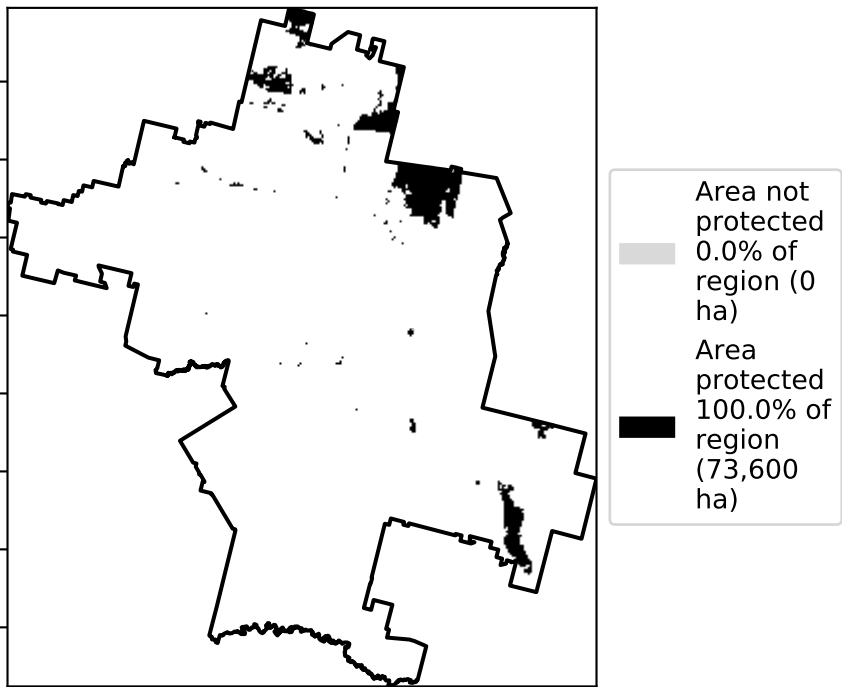 Area not
protected
0.0% of
region (0
ha)
Area
protected
100.0% of
region
(73,600
ha)